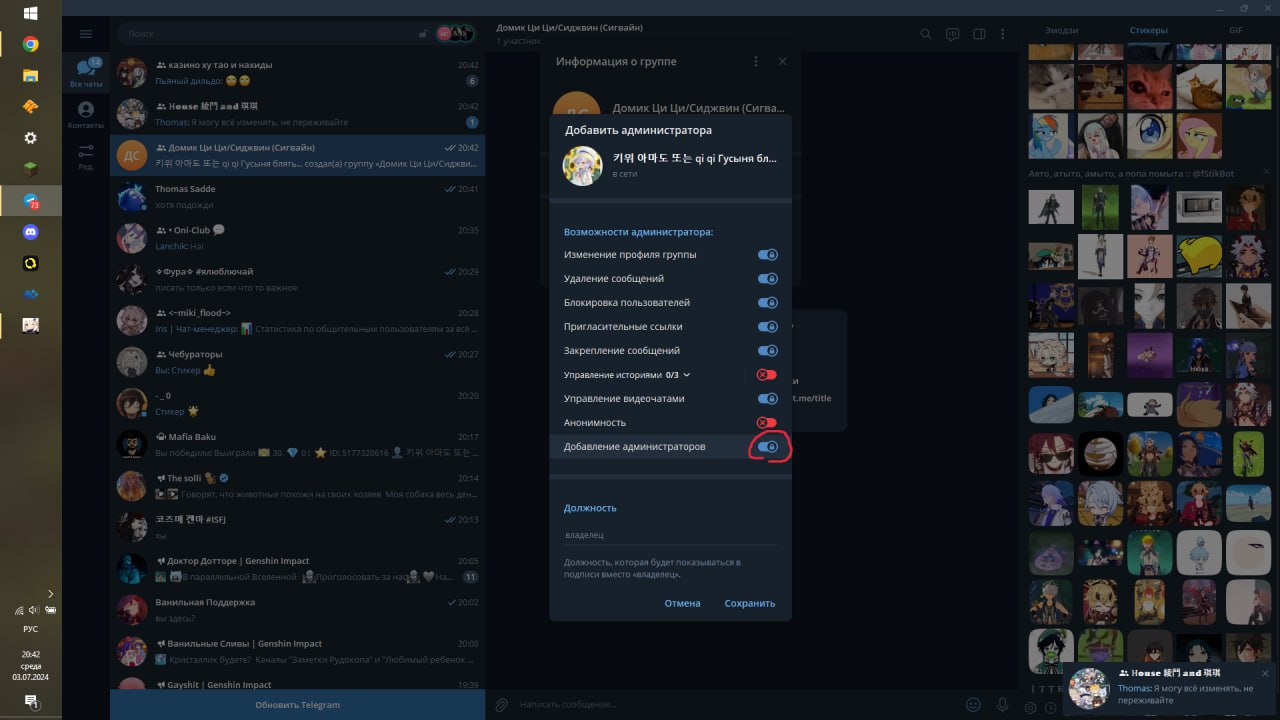 Поиск
14
Все чаты
Контакты
Ред.
казино ху тао и нахиды
20:42
Пьяный дильдо: 😁😁
6
House 綾門 and 琪琪
20:42
Thomas: Я могу всё изменять, не переживайте
1
ДС
Домик Ци Ци/Сиджвин (Сигвайн)
20:42
키위 아마도 또는 qi qi Гусыня блять... создал(а) группу «Домик Ци Ци/Сиджви...
Thomas Sadde
20:41
хотя подожди
• Oni-Club 💬
20:35
Lanchik: Hai
✧Фура✧ #ялюблючай
20:29
писать только если что то важное
<~miki_flood~>
20:28
Iris | Чат-менеджер: 📊 Статистика по общительным пользователям за всё ...
Чебураторы
20:27
Вы: Стикер 👍
- _ 0
20:20
Стикер 🌟
Mafia Baku
20:17
Вы победили! Выиграли 💵 30, 💎 01 ⭐ ID: 5177320616 👤 키위 아마도 또는 ...
The solli
20:14
Говорят, что животные похожи на своих хозяев Моя собака весь ден...
코즈메 켄마 #ISFJ
20:13
хы
Доктор Дотторе | Genshin Impact
20:05
В параллельной Вселенной Проголосовать за нас На...
11
Ванильная Поддержка
20:02
вы здесь?
Ванильные Сливы | Genshin Impact
20:00
Кристаллик будете? Каналы "Заметки Рудокопа" и "Любимый ребенок ...
Gayshit | Genshin Impact
19:39
Обновить Telegram
Домик Ци Ци/Сиджвин (Сигвайн)
1 участник
Информация о группе
ДС
Домик Ци Ци/Сиджвин (Сигва...
Добавить администратора
키위 아마도 또는 qi qi Гусыня бл...
в сети
Возможности администратора:
Изменение профиля группы
Удаление сообщений
Блокировка пользователей
Пригласительные ссылки
Закрепление сообщений
Управление историями 0/3
Управление видеочатами
Анонимность
Добавление администраторов
Должность
владелец
Должность, которая будет показываться в
подписи вместо «владелец».
Отмена
Сохранить
и
t.me/title
Написать сообщение...
Эмодзи
Стикеры
GIF
Аято, атыто, амыто, а попа помыта :: @fStikBot
Нюха
House 綾門 and 琪琪
Thomas: Я могу всё изменять, не
переживайте
73
РУС
20:42
среда
03.07.2024
1